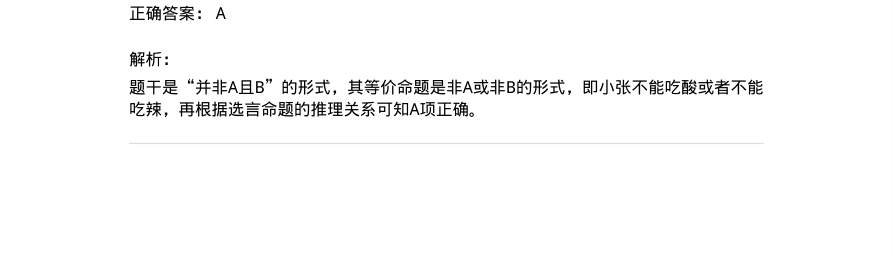 正确答案： A
解析：
题干是“并非A且B”的形式，其等价命题是非A或非B的形式，即小张不能吃酸或者不能
吃辣，再根据选言命题的推理关系可知A项正确。